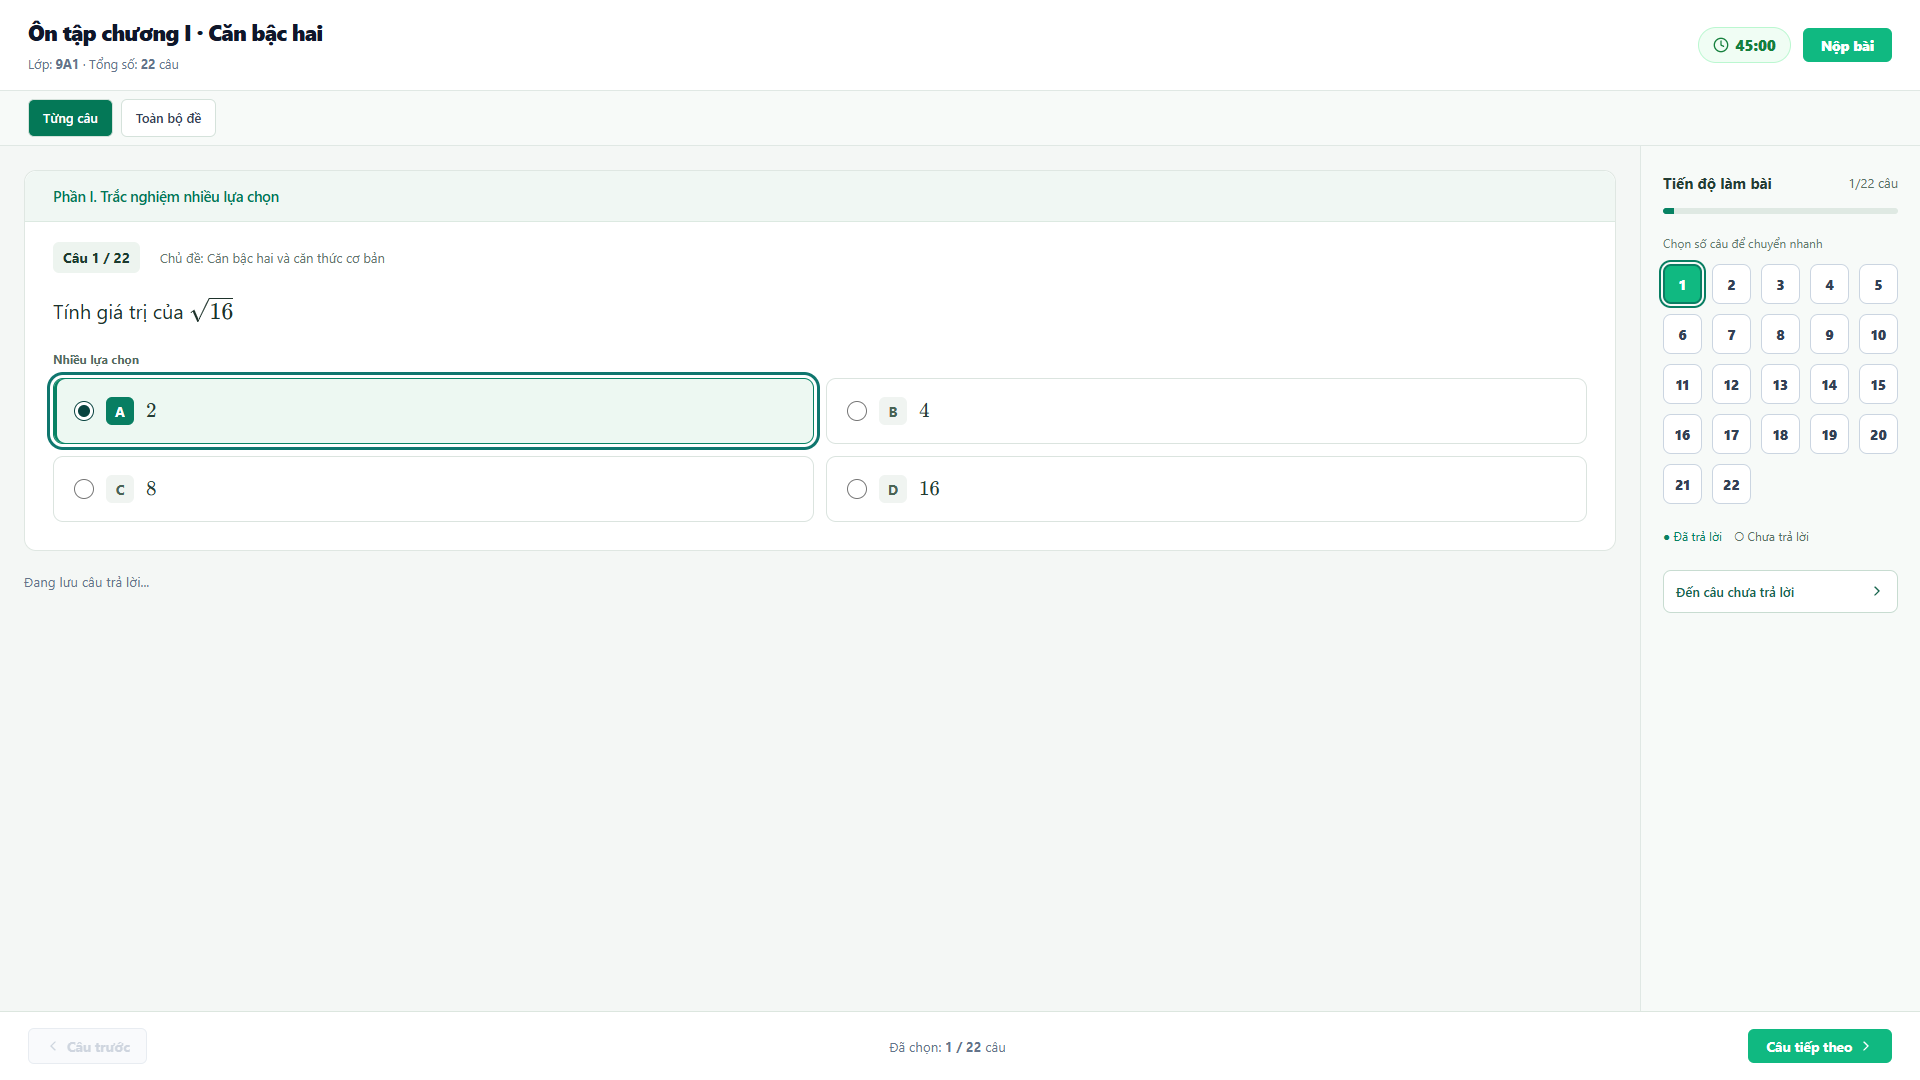 Ôn tập chương I · Căn bậc hai
Lớp: 9A1 · Tổng số: 22 câu
45:00
Nộp bài
Từng câu
Toàn bộ đề
Phần I. Trắc nghiệm nhiều lựa chọn
Câu 1 / 22
Chủ đề: Căn bậc hai và căn thức cơ bản
Tính giá trị của √16
Nhiều lựa chọn
A 2
B 4
C 8
D 16
Đang lưu câu trả lời...
Tiến độ làm bài
1/22 câu
Chọn số câu để chuyển nhanh
1 2 3 4 5
6 7 8 9 10
11 12 13 14 15
16 17 18 19 20
21 22
Đã trả lời
Chưa trả lời
Đến câu chưa trả lời
Câu trước
Đã chọn: 1 / 22 câu
Câu tiếp theo